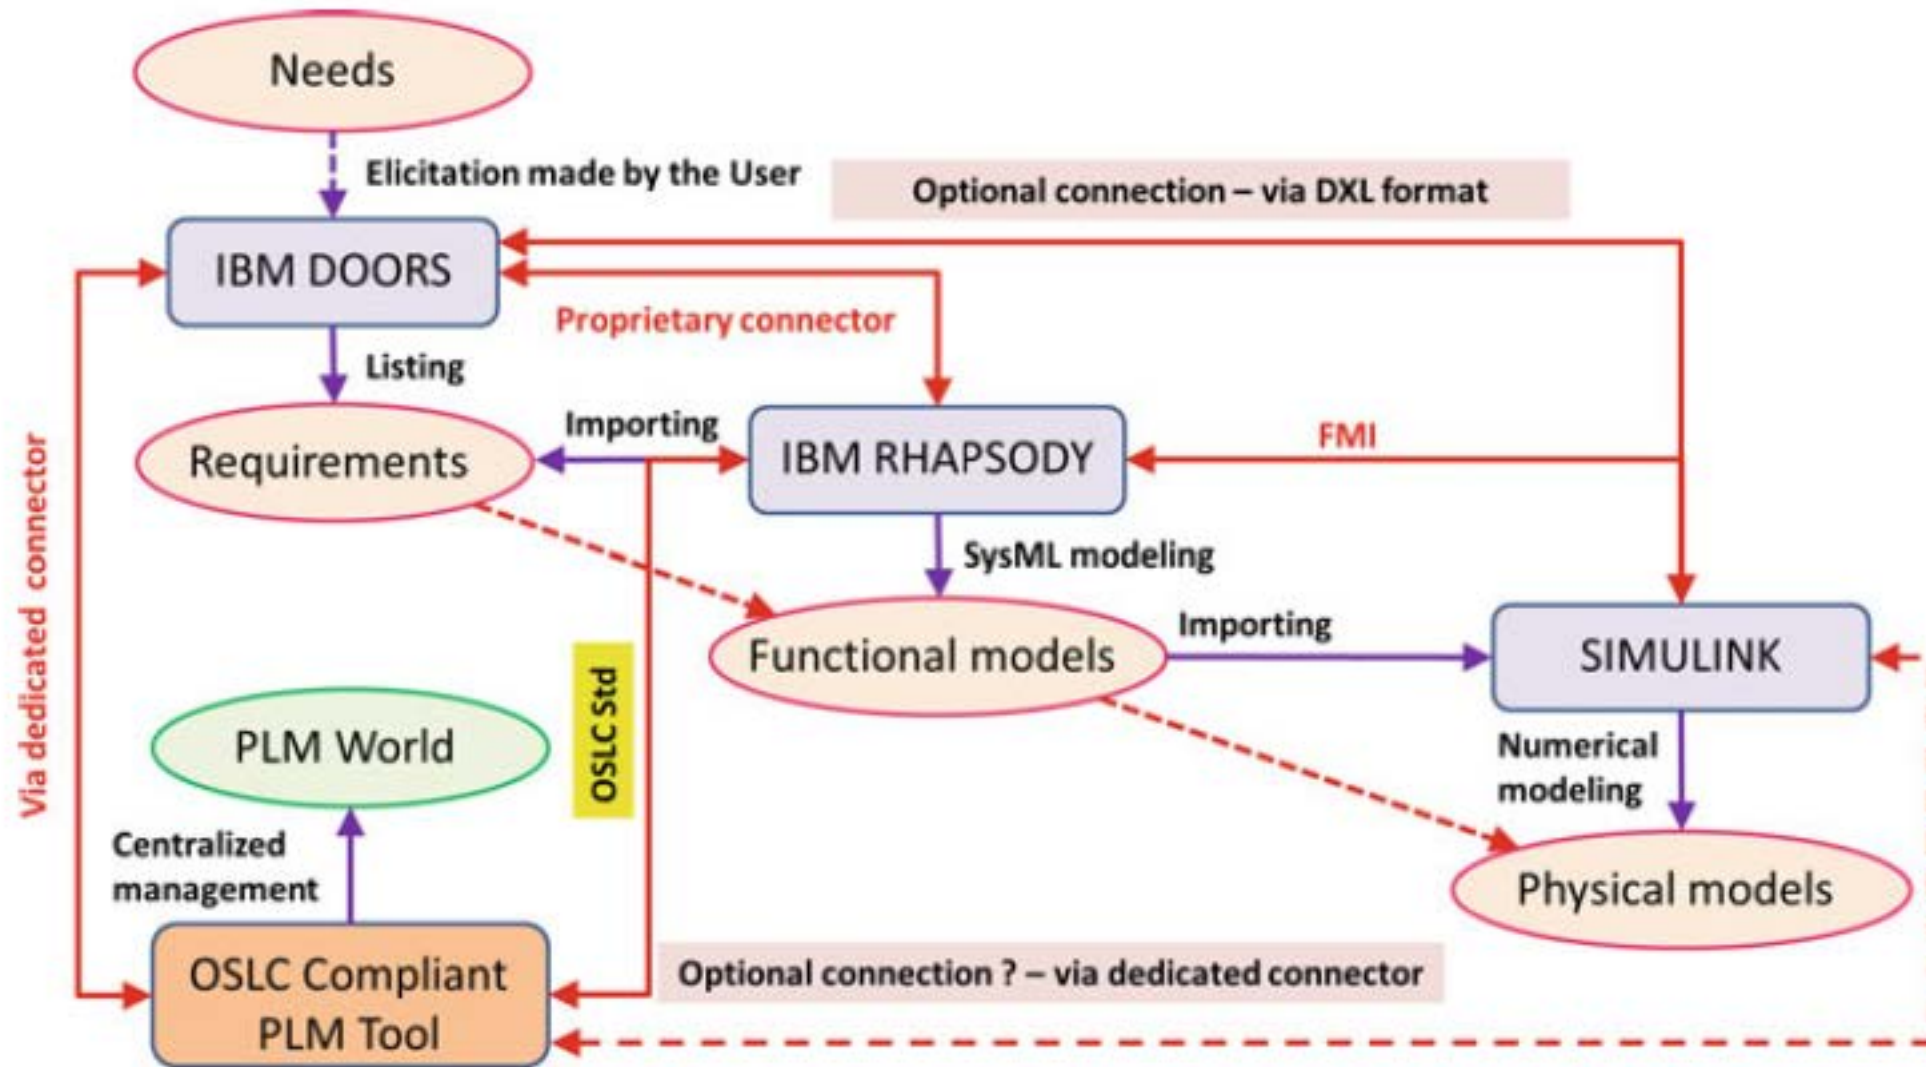 Needs
Elicitation made by the User
Optional connection – via DXL format
IBM DOORS
Proprietary connector
Listing
Importing
Requirements
IBM RHAPSODY
FMI
Via dedicated connector
SysML modeling
Importing
Functional models
SIMULINK
OSLC Std
PLM World
Numerical
modeling
Centralized
management
Physical models
OSLC Compliant
PLM Tool
Optional connection ? – via dedicated connector